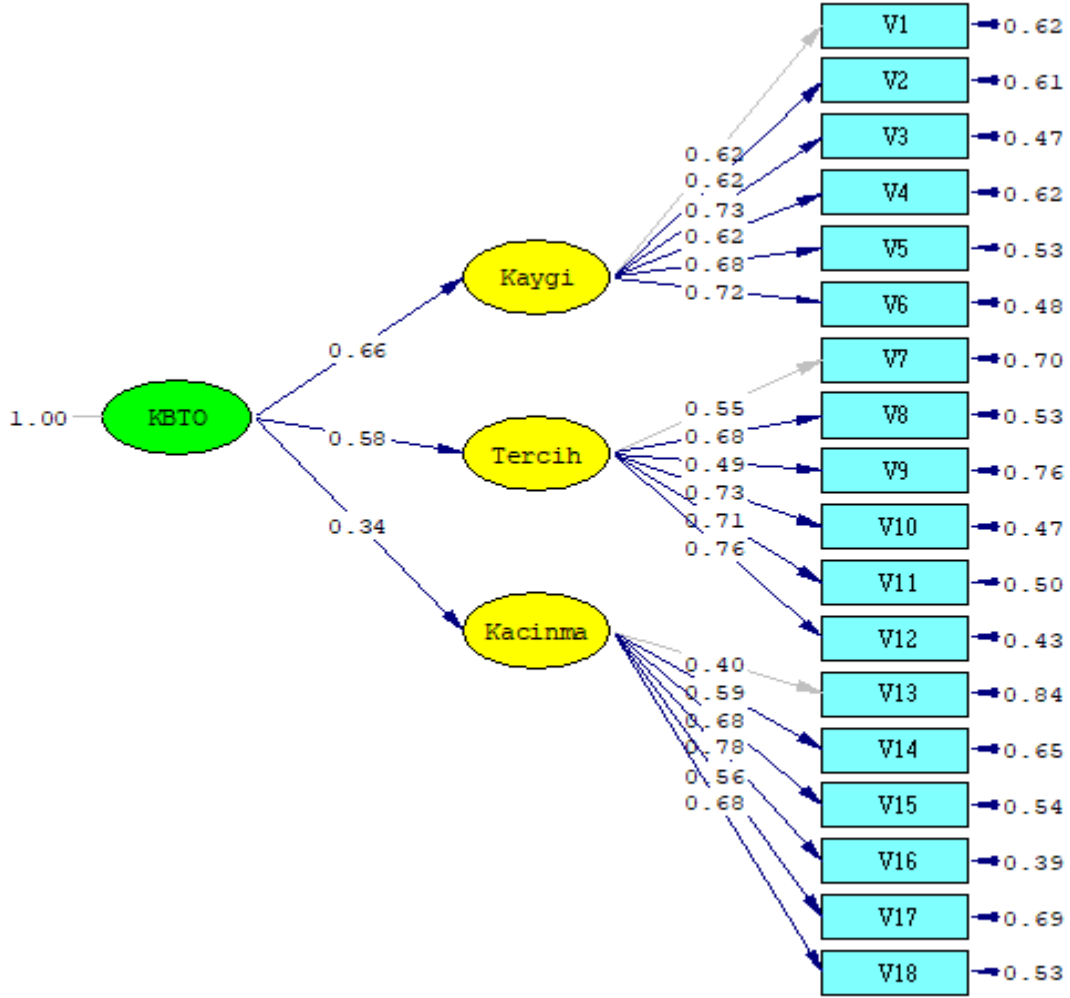 V1 0.62
V2 0.61
V3 0.47
V4 0.62
V5 0.53
V6 0.48
V7 0.70
V8 0.53
V9 0.76
V10 0.47
V11 0.50
V12 0.43
V13 0.84
V14 0.65
V15 0.54
V16 0.39
V17 0.69
V18 0.53
0.62
0.62
0.73
0.62
0.68
0.72
0.55
0.68
0.49
0.73
0.71
0.76
0.40
0.59
0.68
0.78
0.56
0.68
Kaygi
Tercih
Kacinma
0.66
0.58
0.34
1.00 KBTO